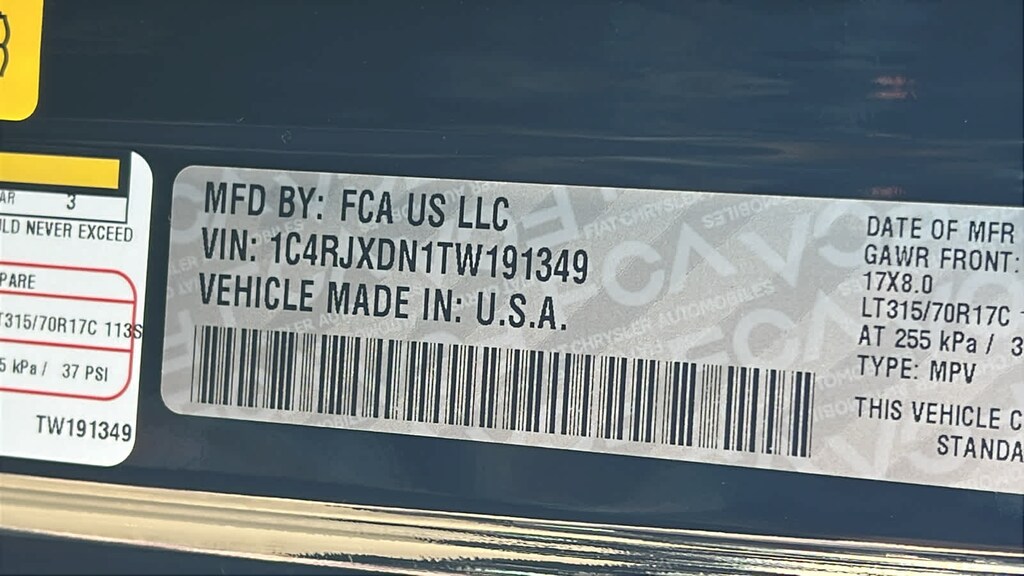 AR 3
ULD NEVER EXCEED
PARE
T315/70R17C 113S
5 kPa / 37 PSI
TW191349
MFD BY: FCA US LLC
VIN: 1C4RJXDN1TW191349
VEHICLE MADE IN: U.S.A.
DATE OF MFR
GAWR FRONT:
17X8.0
LT315/70R17C
AT 255 kPa / 3
TYPE: MPV
THIS VEHICLE C
STANDA